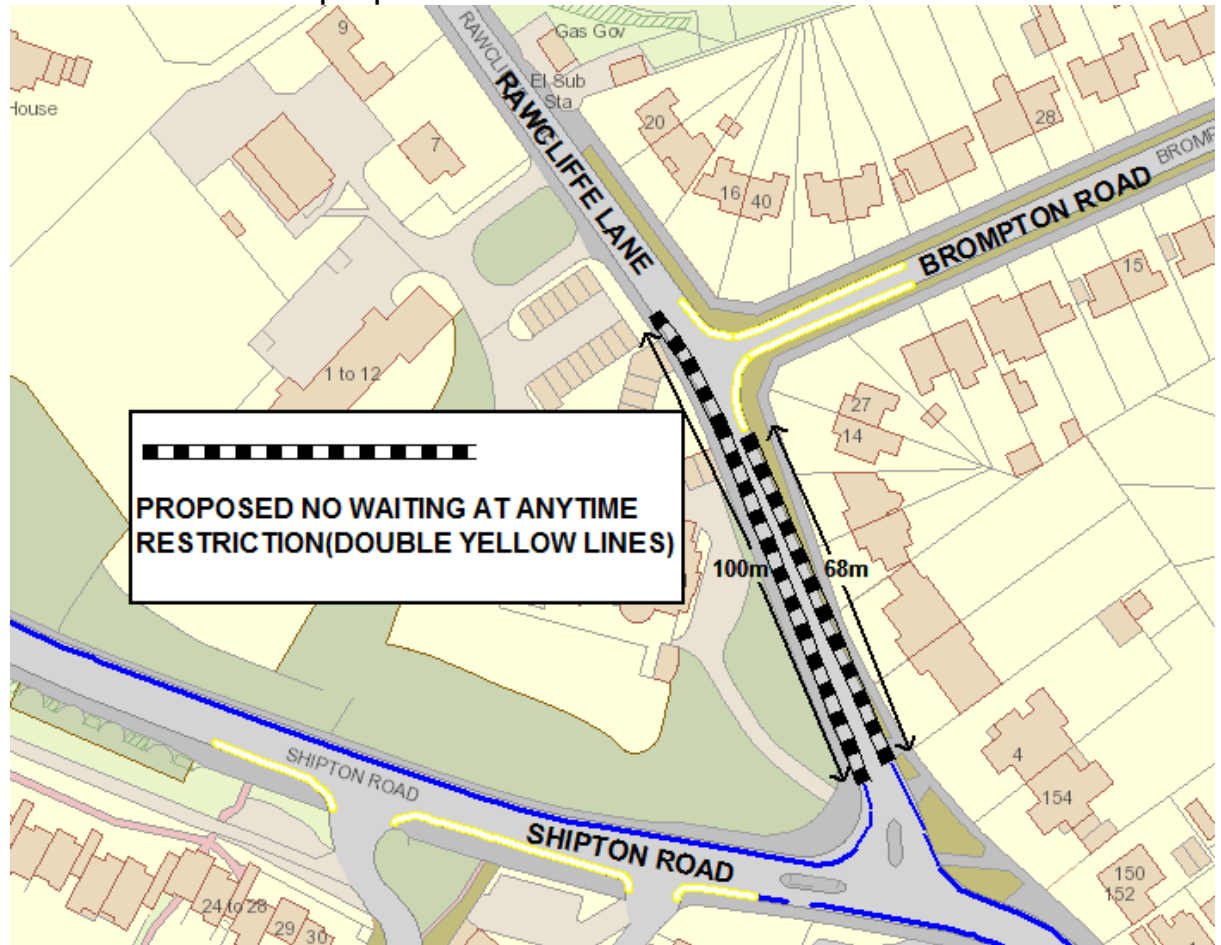 9
Gas Gov
RAWCLIFFE LANE
El Sub
Sta
House
7
20
16 40
28
BROMPTON ROAD
15
1 to 12
27
14
PROPOSED NO WAITING AT ANYTIME
RESTRICTION(DOUBLE YELLOW LINES)
100m
68m
SHIPTON ROAD
SHIPTON ROAD
4
154
150
152
24 to 28
29
30